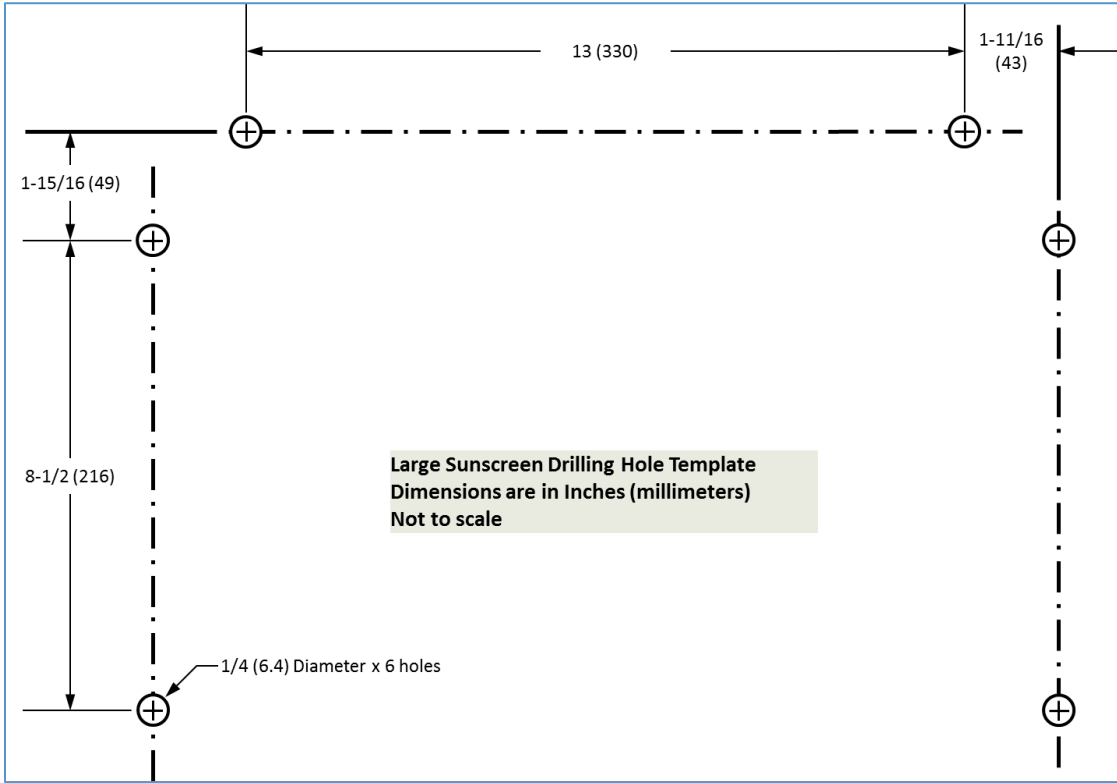 13 (330)
1-11/16
(43)
1-15/16 (49)
8-1/2 (216)
Large Sunscreen Drilling Hole Template
Dimensions are in Inches (millimeters)
Not to scale
1/4 (6.4) Diameter x 6 holes